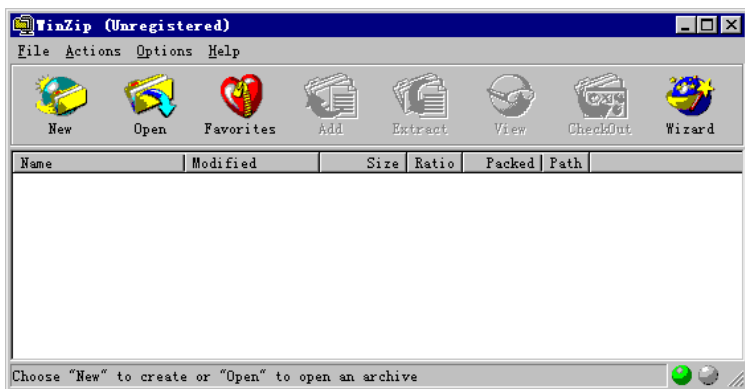 WinZip (Unregistered)
File Actions Options Help
New Open Favorites Add Extract View CheckOut Wizard
Name Modified Size Ratio Packed Path
Choose "New" to create or "Open" to open an archive